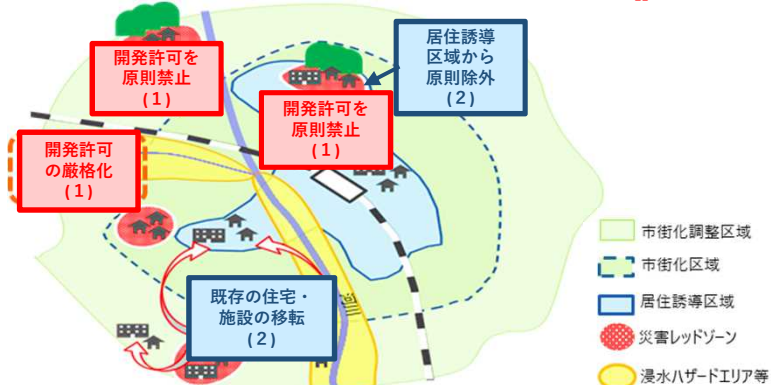 開発許可を
原則禁止
(1)
居住誘導
区域から
原則除外
(2)
開発許可を
原則禁止
(1)
開発許可
の厳格化
(1)
既存の住宅・
施設の移転
(2)
市街化調整区域
市街化区域
居住誘導区域
災害レッドゾーン
浸水ハザードエリア等